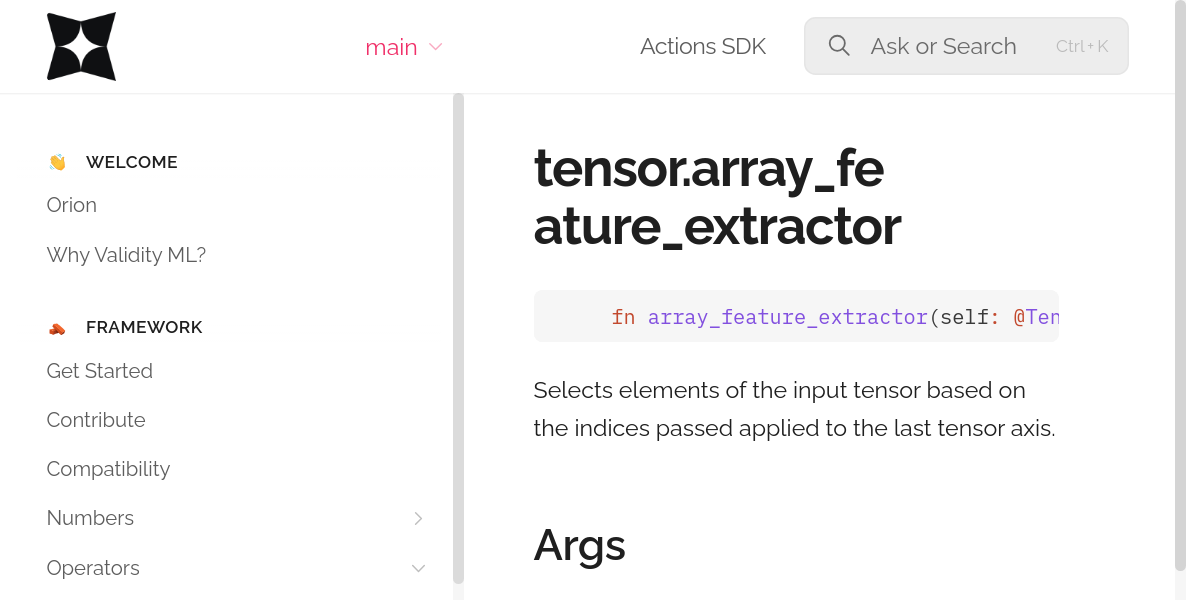 main
Actions SDK
Ask or Search
Ctrl + K
WELCOME
Orion
Why Validity ML?
FRAMEWORK
Get Started
Contribute
Compatibility
Numbers
Operators
tensor.array_fe
ature_extractor
fn array_feature_extractor(self: @Ten
Selects elements of the input tensor based on
the indices passed applied to the last tensor axis.
Args